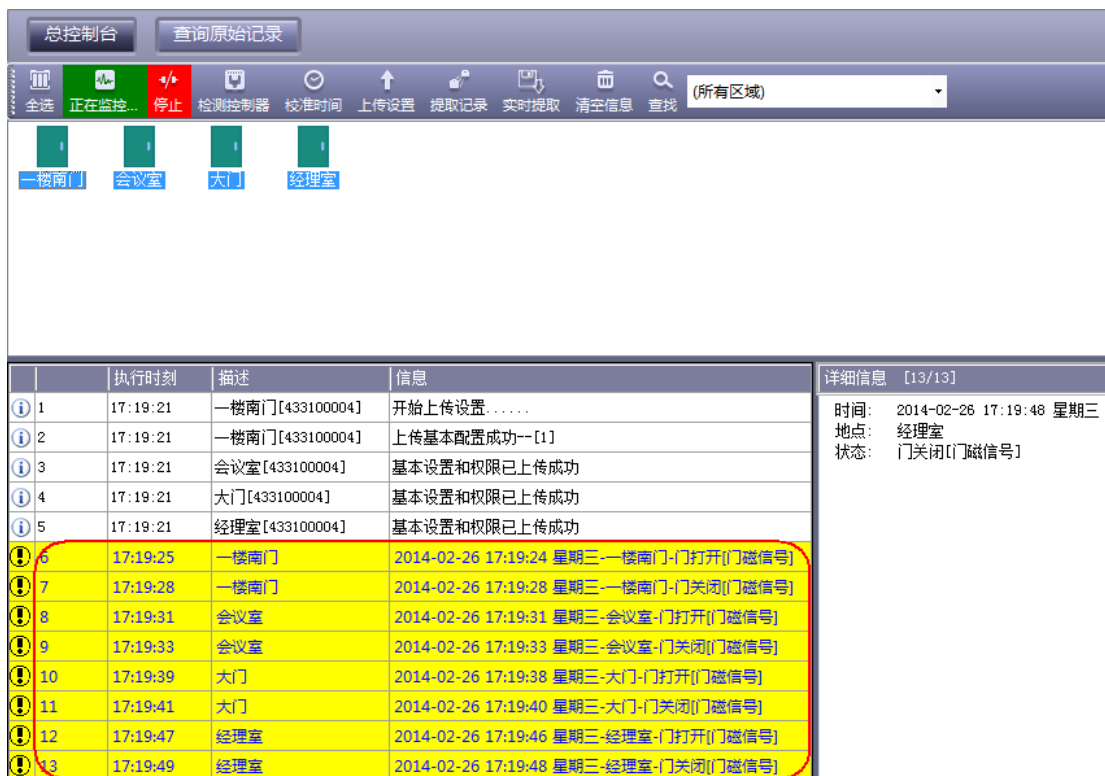 总控制台 查询原始记录
全选 正在监控... 停止 检测控制器 校准时间 上传设置 提取记录 实时提取 清空信息 查找 (所有区域)
一楼南门 会议室 大门 经理室
执行时刻 描述 信息
1 17:19:21 一楼南门[433100004] 开始上传设置......
2 17:19:21 一楼南门[433100004] 上传基本配置成功--[1]
3 17:19:21 会议室[433100004] 基本设置和权限已上传成功
4 17:19:21 大门[433100004] 基本设置和权限已上传成功
5 17:19:21 经理室[433100004] 基本设置和权限已上传成功
6 17:19:25 一楼南门 2014-02-26 17:19:24 星期三-一楼南门-门打开[门磁信号]
7 17:19:28 一楼南门 2014-02-26 17:19:28 星期三-一楼南门-门关闭[门磁信号]
8 17:19:31 会议室 2014-02-26 17:19:31 星期三-会议室-门打开[门磁信号]
9 17:19:33 会议室 2014-02-26 17:19:33 星期三-会议室-门关闭[门磁信号]
10 17:19:39 大门 2014-02-26 17:19:38 星期三-大门-门打开[门磁信号]
11 17:19:41 大门 2014-02-26 17:19:40 星期三-大门-门关闭[门磁信号]
12 17:19:47 经理室 2014-02-26 17:19:46 星期三-经理室-门打开[门磁信号]
13 17:19:49 经理室 2014-02-26 17:19:48 星期三-经理室-门关闭[门磁信号]
详细信息 [13/13]
时间: 2014-02-26 17:19:48 星期三
地点: 经理室
状态: 门关闭[门磁信号]